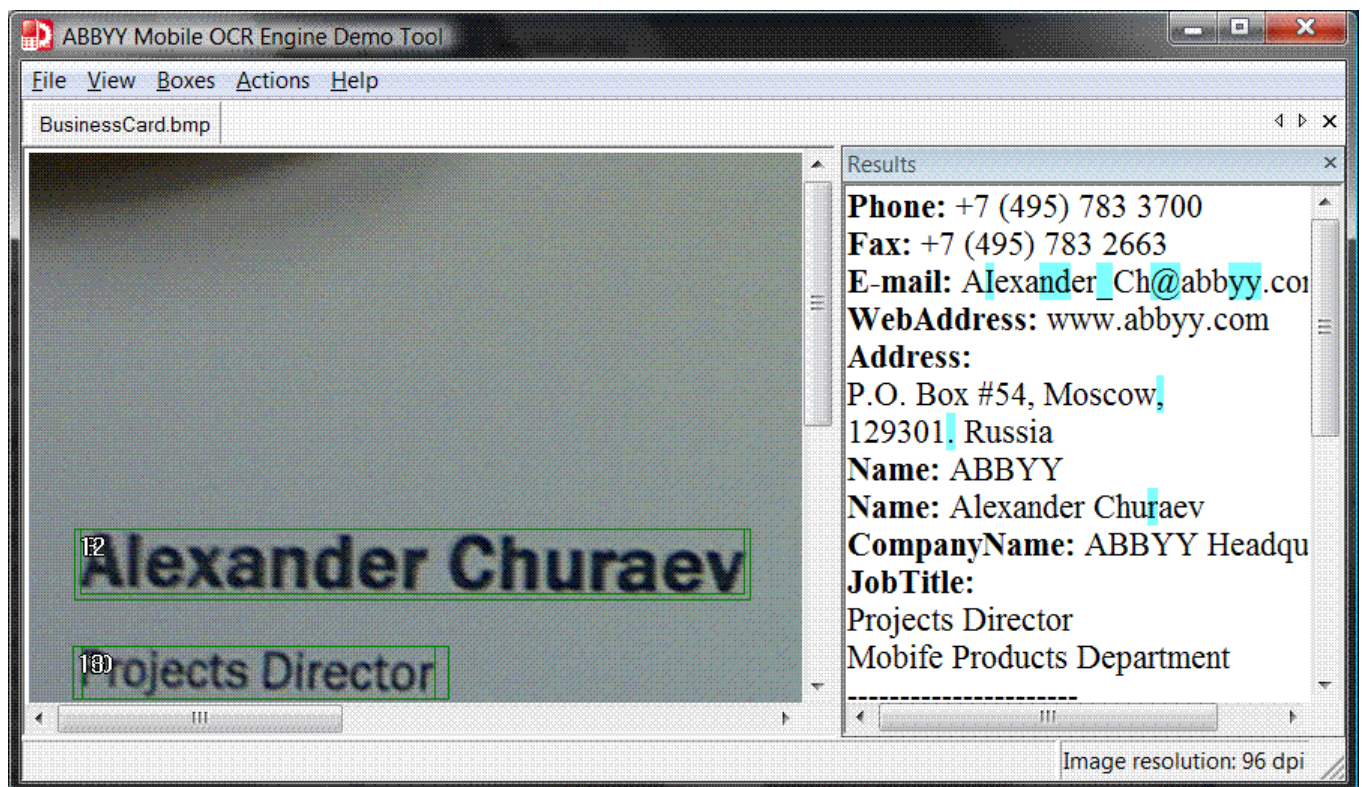 ABBYY Mobile OCR Engine Demo Tool
File View Boxes Actions Help
BusinessCard.bmp
Alexander Churaev
Projects Director
Results
Phone: +7 (495) 783 3700
Fax: +7 (495) 783 2663
E-mail: AIexander_Ch@abbyy.com
WebAddress: www.abbyy.com
Address:
P.O. Box #54, Moscow,
129301. Russia
Name: ABBYY
Name: Alexander Churaev
CompanyName: ABBYY Headqu
JobTitle:
Projects Director
Mobife Products Department
----------------------
Image resolution: 96 dpi